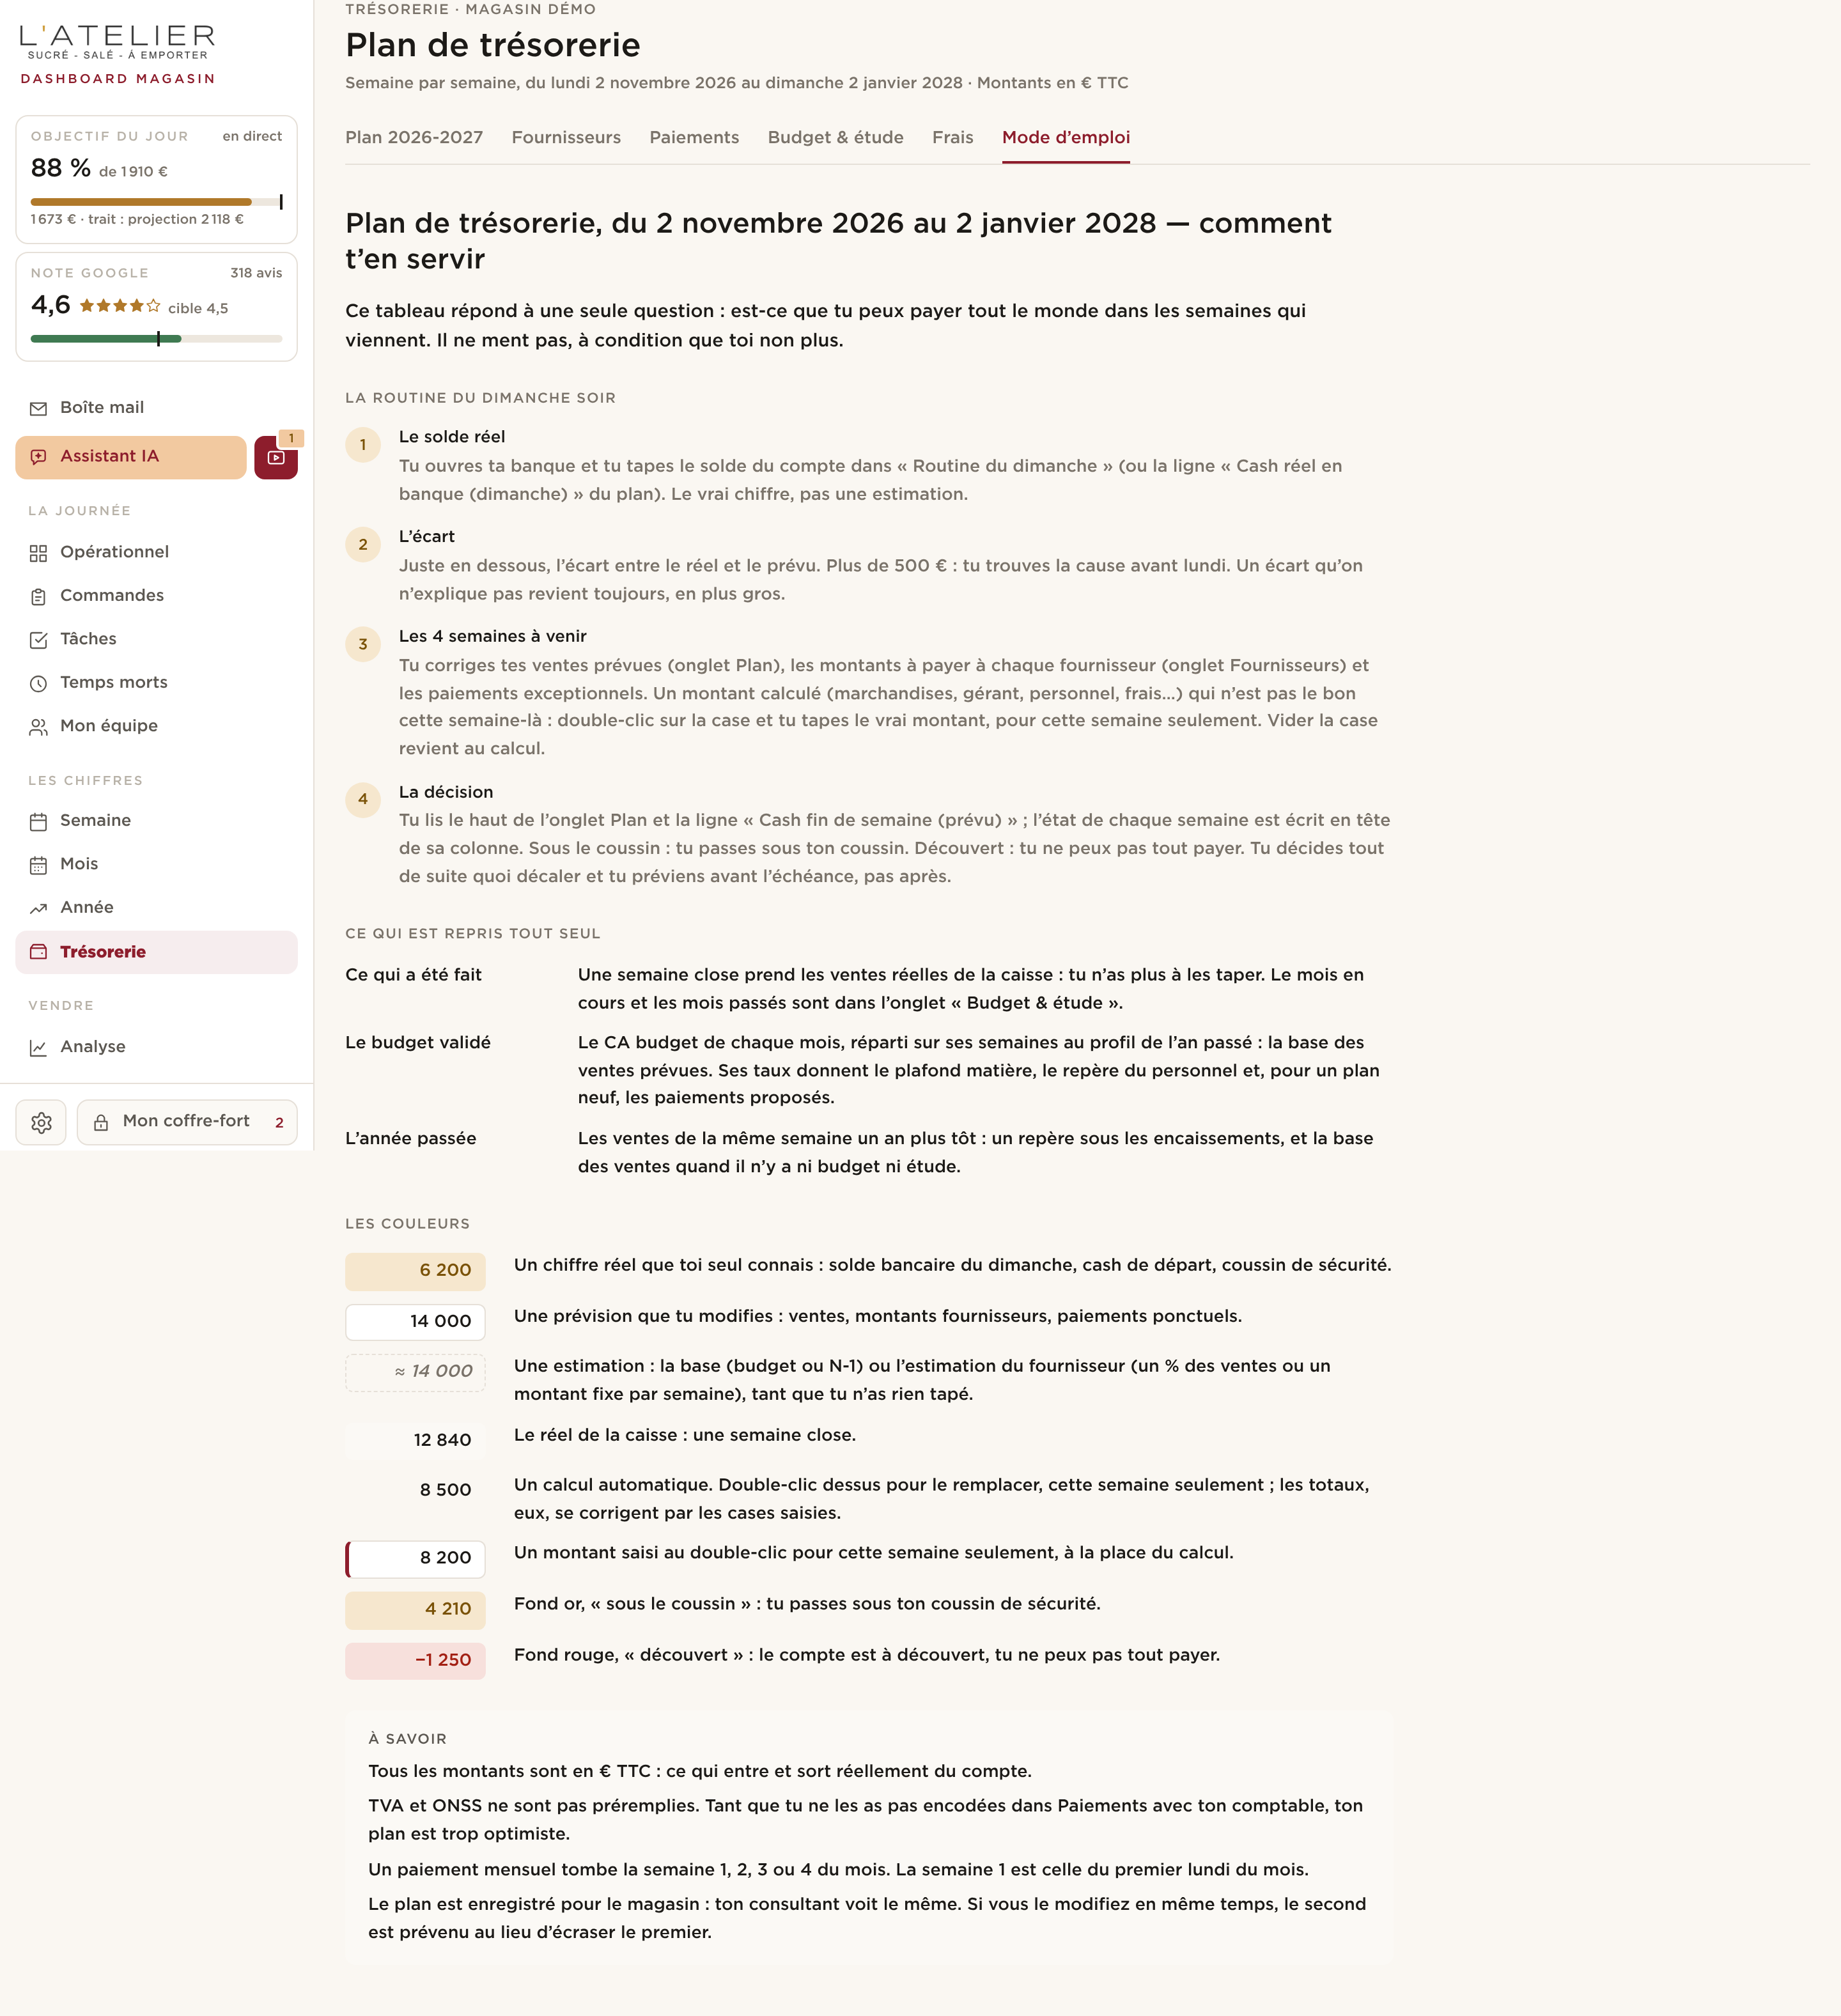 L'ATELIER
SUCRÉ - SALÉ - Á EMPORTER
DASHBOARD MAGASIN
OBJECTIF DU JOUR en direct
88 % de 1 910 €
1 673 € · trait : projection 2 118 €
NOTE GOOGLE 318 avis
4,6 cible 4,5
Boîte mail
Assistant IA 1
LA JOURNÉE
Opérationnel
Commandes
Tâches
Temps morts
Mon équipe
LES CHIFFRES
Semaine
Mois
Année
Trésorerie
VENDRE
Analyse
Mon coffre-fort 2
TRÉSORERIE · MAGASIN DÉMO
Plan de trésorerie
Semaine par semaine, du lundi 2 novembre 2026 au dimanche 2 janvier 2028 · Montants en € TTC
Plan 2026-2027 Fournisseurs Paiements Budget & étude Frais Mode d’emploi
Plan de trésorerie, du 2 novembre 2026 au 2 janvier 2028 — comment
t’en servir
Ce tableau répond à une seule question : est-ce que tu peux payer tout le monde dans les semaines qui
viennent. Il ne ment pas, à condition que toi non plus.
LA ROUTINE DU DIMANCHE SOIR
1 Le solde réel
Tu ouvres ta banque et tu tapes le solde du compte dans « Routine du dimanche » (ou la ligne « Cash réel en
banque (dimanche) » du plan). Le vrai chiffre, pas une estimation.
2 L’écart
Juste en dessous, l’écart entre le réel et le prévu. Plus de 500 € : tu trouves la cause avant lundi. Un écart qu’on
n’explique pas revient toujours, en plus gros.
3 Les 4 semaines à venir
Tu corriges tes ventes prévues (onglet Plan), les montants à payer à chaque fournisseur (onglet Fournisseurs) et
les paiements exceptionnels. Un montant calculé (marchandises, gérant, personnel, frais…) qui n’est pas le bon
cette semaine-là : double-clic sur la case et tu tapes le vrai montant, pour cette semaine seulement. Vider la case
revient au calcul.
4 La décision
Tu lis le haut de l’onglet Plan et la ligne « Cash fin de semaine (prévu) » ; l’état de chaque semaine est écrit en tête
de sa colonne. Sous le coussin : tu passes sous ton coussin. Découvert : tu ne peux pas tout payer. Tu décides tout
de suite quoi décaler et tu préviens avant l’échéance, pas après.
CE QUI EST REPRIS TOUT SEUL
Ce qui a été fait Une semaine close prend les ventes réelles de la caisse : tu n’as plus à les taper. Le mois en
cours et les mois passés sont dans l’onglet « Budget & étude ».
Le budget validé Le CA budget de chaque mois, réparti sur ses semaines au profil de l’an passé : la base des
ventes prévues. Ses taux donnent le plafond matière, le repère du personnel et, pour un plan
neuf, les paiements proposés.
L’année passée Les ventes de la même semaine un an plus tôt : un repère sous les encaissements, et la base
des ventes quand il n’y a ni budget ni étude.
LES COULEURS
6 200 Un chiffre réel que toi seul connais : solde bancaire du dimanche, cash de départ, coussin de sécurité.
14 000 Une prévision que tu modifies : ventes, montants fournisseurs, paiements ponctuels.
≈ 14 000 Une estimation : la base (budget ou N-1) ou l’estimation du fournisseur (un % des ventes ou un
montant fixe par semaine), tant que tu n’as rien tapé.
12 840 Le réel de la caisse : une semaine close.
8 500 Un calcul automatique. Double-clic dessus pour le remplacer, cette semaine seulement ; les totaux,
eux, se corrigent par les cases saisies.
8 200 Un montant saisi au double-clic pour cette semaine seulement, à la place du calcul.
4 210 Fond or, « sous le coussin » : tu passes sous ton coussin de sécurité.
−1 250 Fond rouge, « découvert » : le compte est à découvert, tu ne peux pas tout payer.
À SAVOIR
Tous les montants sont en € TTC : ce qui entre et sort réellement du compte.
TVA et ONSS ne sont pas préremplies. Tant que tu ne les as pas encodées dans Paiements avec ton comptable, ton
plan est trop optimiste.
Un paiement mensuel tombe la semaine 1, 2, 3 ou 4 du mois. La semaine 1 est celle du premier lundi du mois.
Le plan est enregistré pour le magasin : ton consultant voit le même. Si vous le modifiez en même temps, le second
est prévenu au lieu d’écraser le premier.